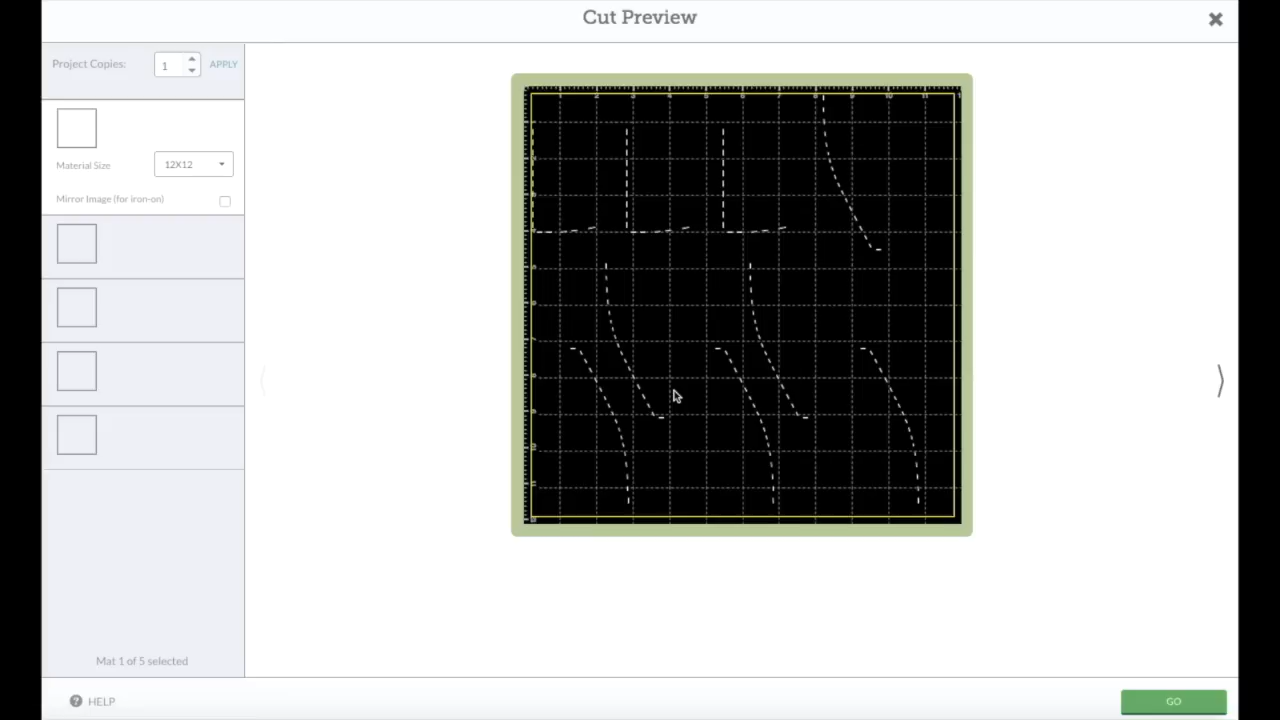 Cut Preview
Project Copies: 1 APPLY
Material Size 12X12
Mirror Image (for iron-on)
Mat 1 of 5 selected
HELP
GO